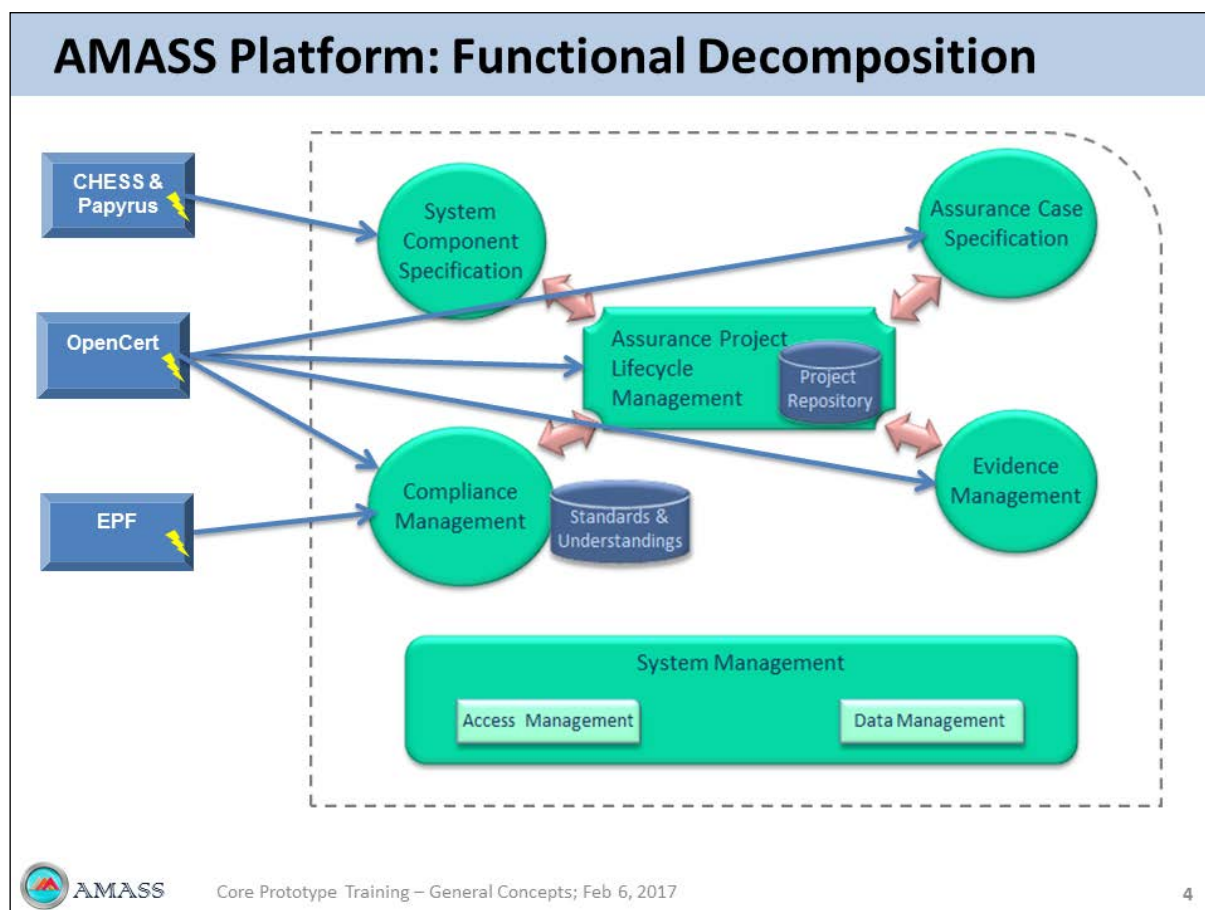 AMASS Platform: Functional Decomposition
CHESS &
Papyrus
System
Component
Specification
Assurance Case
Specification
OpenCert
Assurance Project
Lifecycle
Management
Project
Repository
EPF
Compliance
Management
Standards &
Understandings
Evidence
Management
System Management
Access Management
Data Management
AMASS
Core Prototype Training – General Concepts; Feb 6, 2017
4